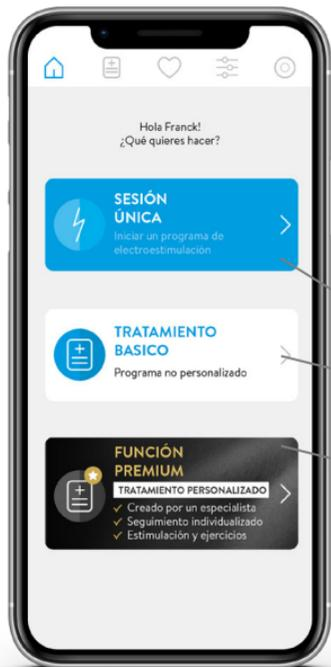 Hola Franck!
¿Qué quieres hacer?
SESIÓN
ÚNICA
Iniciar un programa de
electroestimulación
TRATAMIENTO
BASICO
Programa no personalizado
FUNCIÓN
PREMIUM
TRATAMIENTO PERSONALIZADO
✓ Creado por un especialista
✓ Seguimiento individualizado
✓ Estimulación y ejercicios